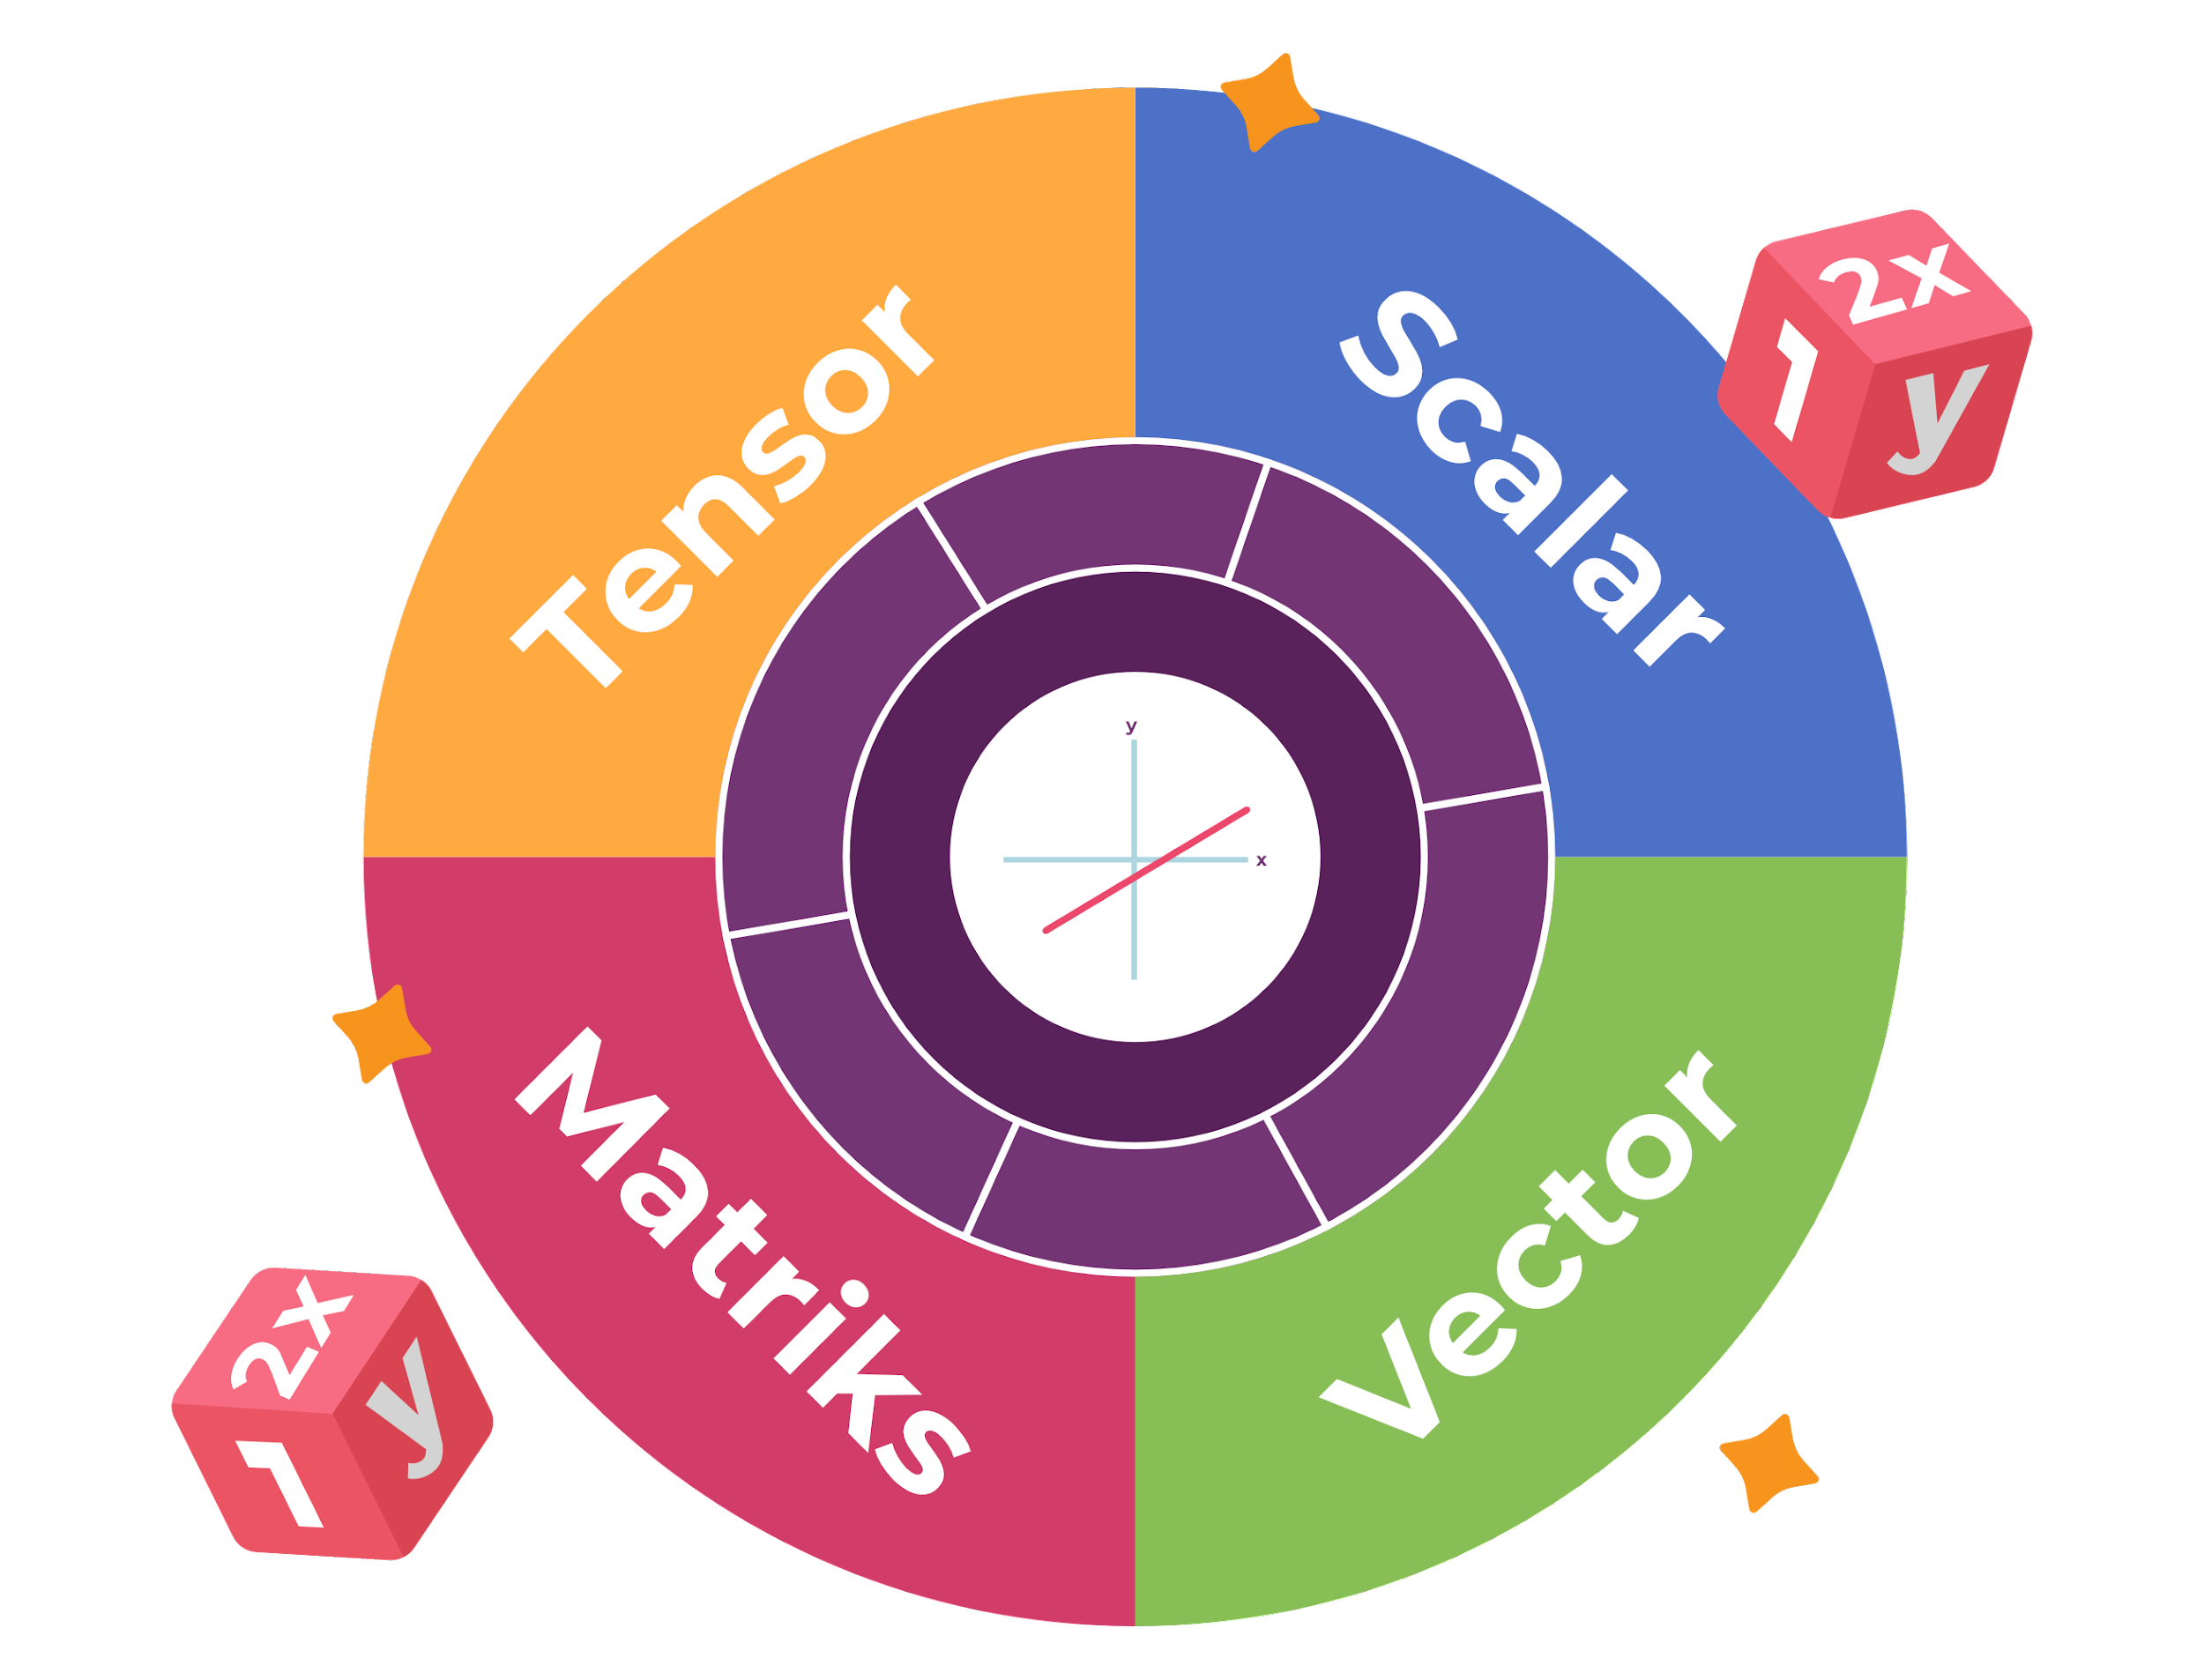 Tensor
Scalar
2x
1
y
y
x
Matriks
Vector
2x
1
y